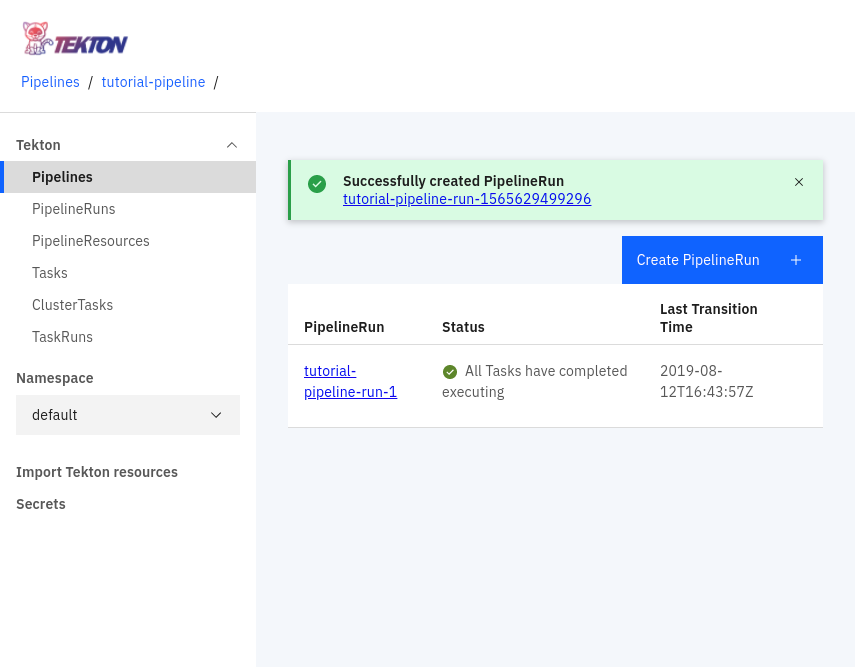 TEKTON
Pipelines / tutorial-pipeline /
Tekton
Pipelines
PipelineRuns
PipelineResources
Tasks
ClusterTasks
TaskRuns
Namespace
default
Import Tekton resources
Secrets
Successfully created PipelineRun
tutorial-pipeline-run-1565629499296
Create PipelineRun
PipelineRun
Status
Last Transition
Time
tutorial-
pipeline-run-1
All Tasks have completed
executing
2019-08-
12T16:43:57Z